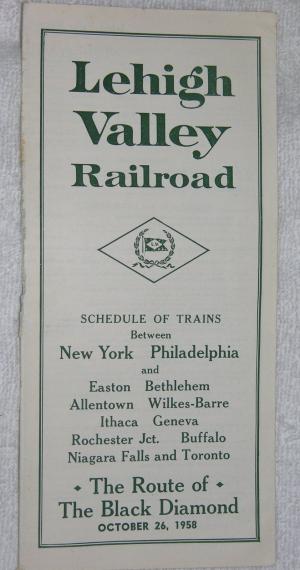 Lehigh
Valley
Railroad
SCHEDULE OF TRAINS
Between
New York Philadelphia
and
Easton Bethlehem
Allentown Wilkes-Barre
Ithaca Geneva
Rochester Jct. Buffalo
Niagara Falls and Toronto
The Route of
The Black Diamond
OCTOBER 26, 1958